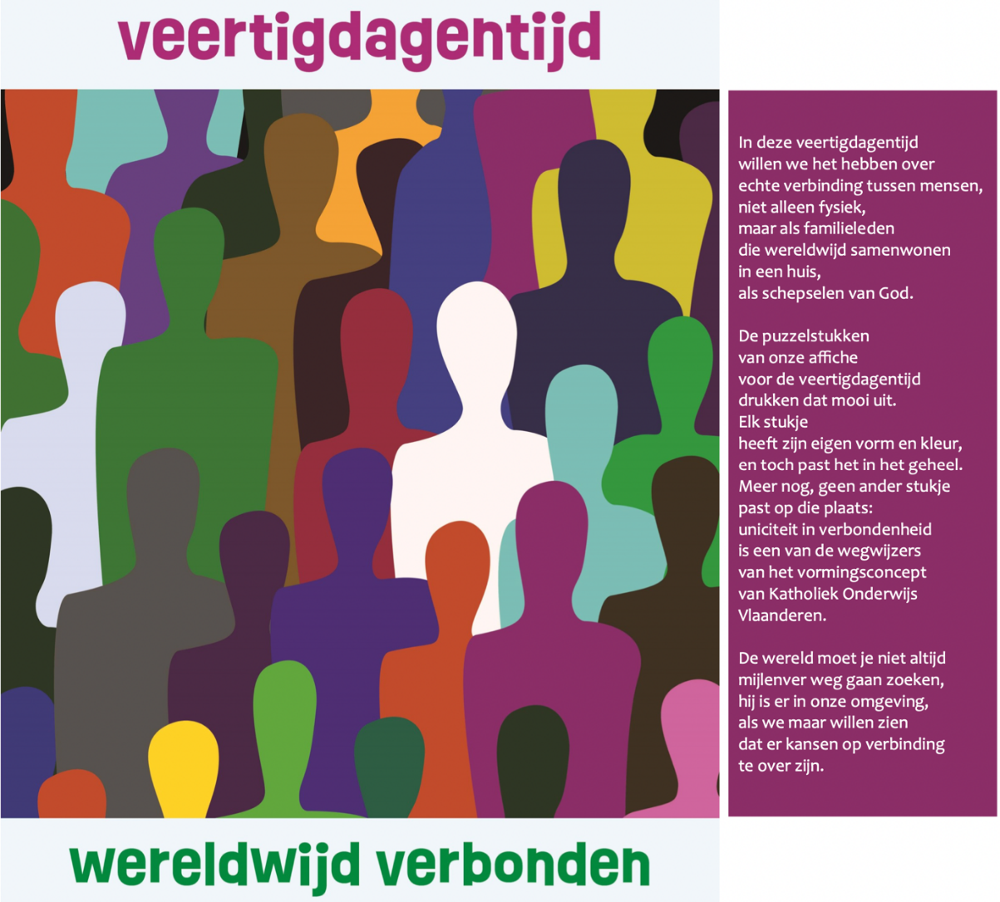 veertigdagentijd
In deze veertigdagentijd
willen we het hebben over
echte verbinding tussen mensen,
niet alleen fysiek,
maar als familieleden
die wereldwijd samenwonen
in een huis,
als schepselen van God.
De puzzelstukken
van onze affiche
voor de veertigdagentijd
drukken dat mooi uit.
Elk stukje
heeft zijn eigen vorm en kleur,
en toch past het in het geheel.
Meer nog, geen ander stukje
past op die plaats:
uniciteit in verbondenheid
is een van de wegwijzers
van het vormingsconcept
van Katholiek Onderwijs
Vlaanderen.
De wereld moet je niet altijd
mijlenver weg gaan zoeken,
hij is er in onze omgeving,
als we maar willen zien
dat er kansen op verbinding
te over zijn.
wereldwijd verbonden